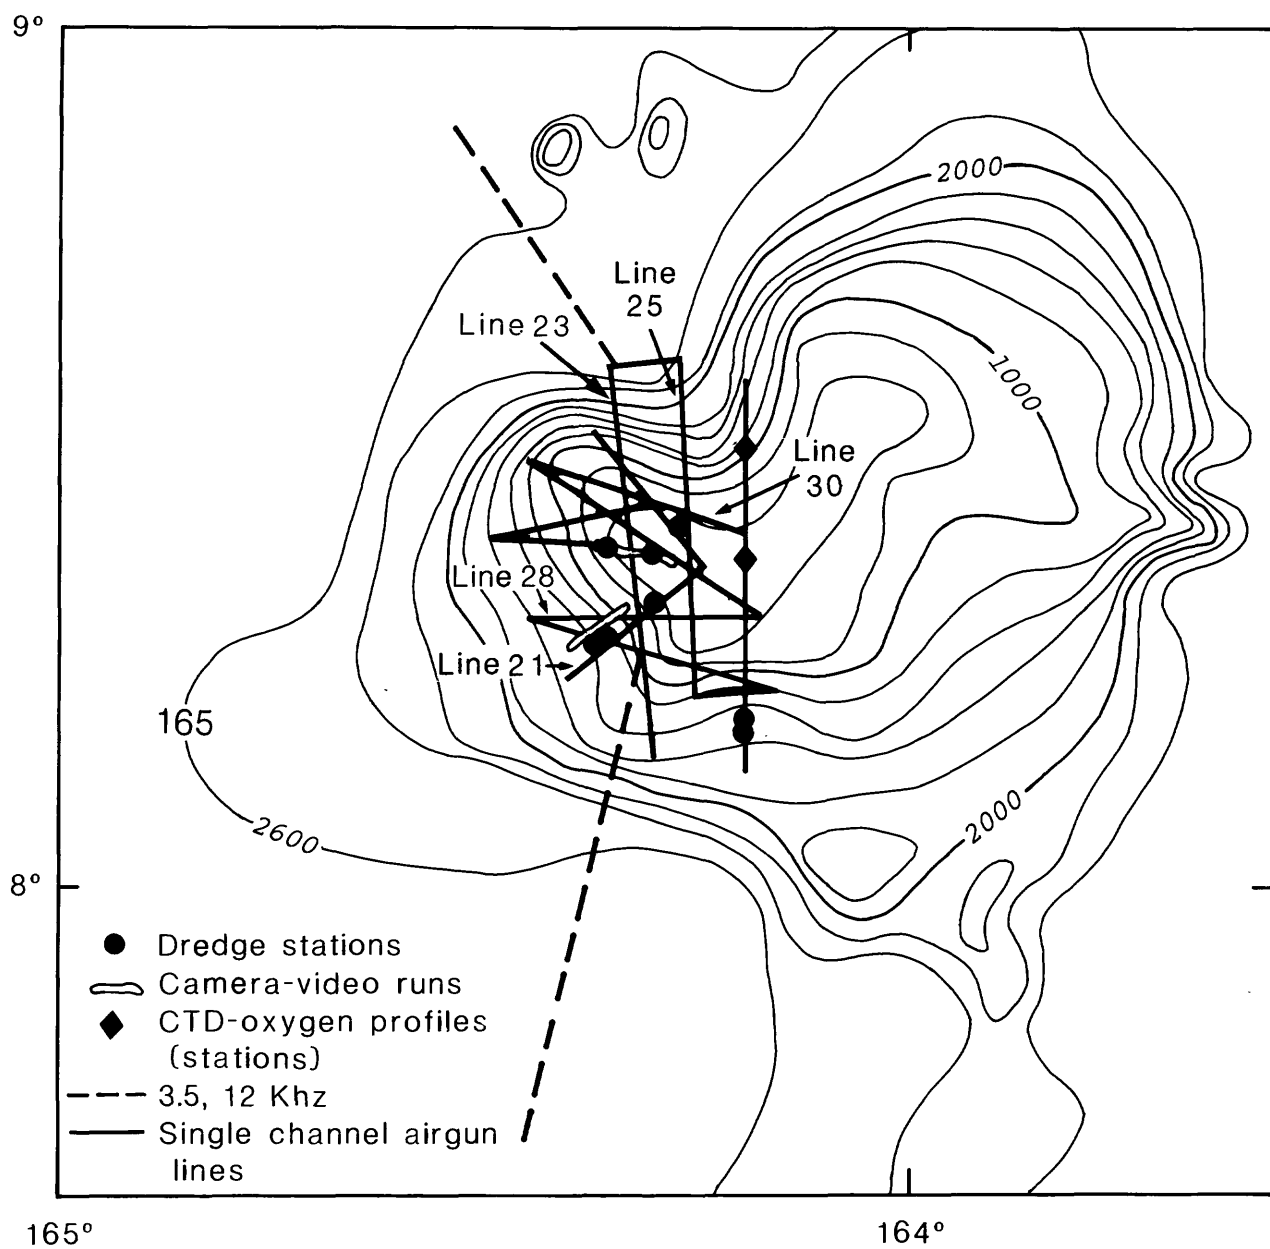 9°
2000
Line
25
Line 23
1000
Line
30
Line 28
Line 21
165
2600
2000
8°
Dredge stations
Camera-video runs
CTD-oxygen profiles
(stations)
3.5, 12 Khz
Single channel airgun
lines
165°
164°